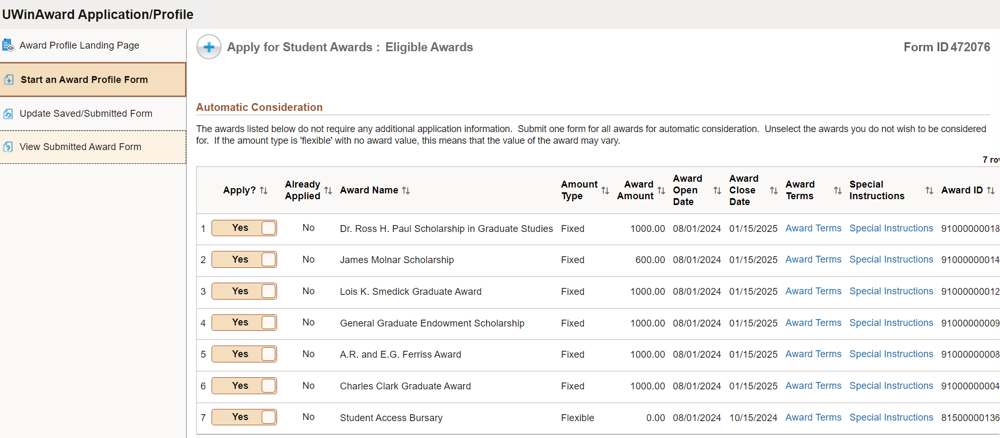 UWinAward Application/Profile
Award Profile Landing Page
Start an Award Profile Form
Update Saved/Submitted Form
View Submitted Award Form
Apply for Student Awards : Eligible Awards
Form ID 472076
Automatic Consideration
The awards listed below do not require any additional application information. Submit one form for all awards for automatic consideration. Unselect the awards you do not wish to be considered
for. If the amount type is 'flexible' with no award value, this means that the value of the award may vary.
7 row
Apply? Already Applied Award Name Amount Type Award Amount Award Open Date Award Close Date Award Terms Special Instructions Award ID
1 Yes No Dr. Ross H. Paul Scholarship in Graduate Studies Fixed 1000.00 08/01/2024 01/15/2025 Award Terms Special Instructions 91000000018
2 Yes No James Molnar Scholarship Fixed 600.00 08/01/2024 01/15/2025 Award Terms Special Instructions 91000000014
3 Yes No Lois K. Smedick Graduate Award Fixed 1000.00 08/01/2024 01/15/2025 Award Terms Special Instructions 91000000012
4 Yes No General Graduate Endowment Scholarship Fixed 1000.00 08/01/2024 01/15/2025 Award Terms Special Instructions 91000000009
5 Yes No A.R. and E.G. Ferriss Award Fixed 1000.00 08/01/2024 01/15/2025 Award Terms Special Instructions 91000000008
6 Yes No Charles Clark Graduate Award Fixed 1000.00 08/01/2024 01/15/2025 Award Terms Special Instructions 91000000004
7 Yes No Student Access Bursary Flexible 0.00 08/01/2024 10/15/2024 Award Terms Special Instructions 81500000136